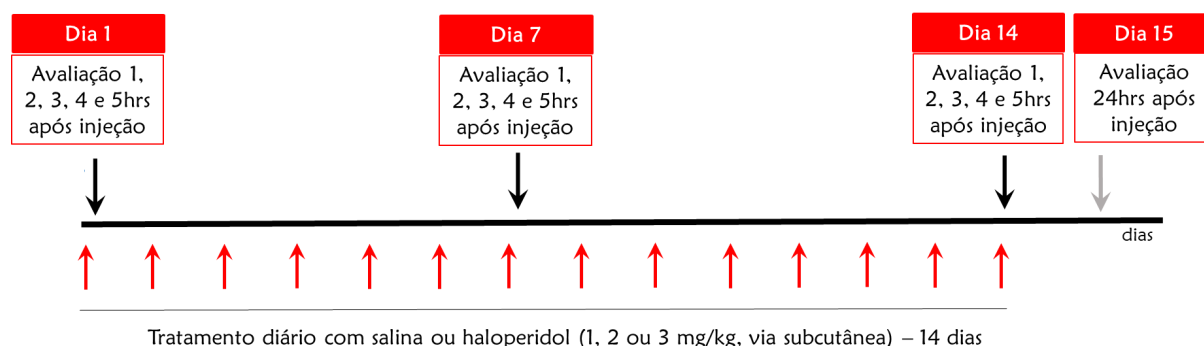 Dia 1
Avaliação 1,
2, 3, 4 e 5hrs
após injeção
Dia 7
Avaliação 1,
2, 3, 4 e 5hrs
após injeção
Dia 14
Avaliação 1,
2, 3, 4 e 5hrs
após injeção
Dia 15
Avaliação
24hrs após
injeção
dias
Tratamento diário com salina ou haloperidol (1, 2 ou 3 mg/kg, via subcutânea) – 14 dias